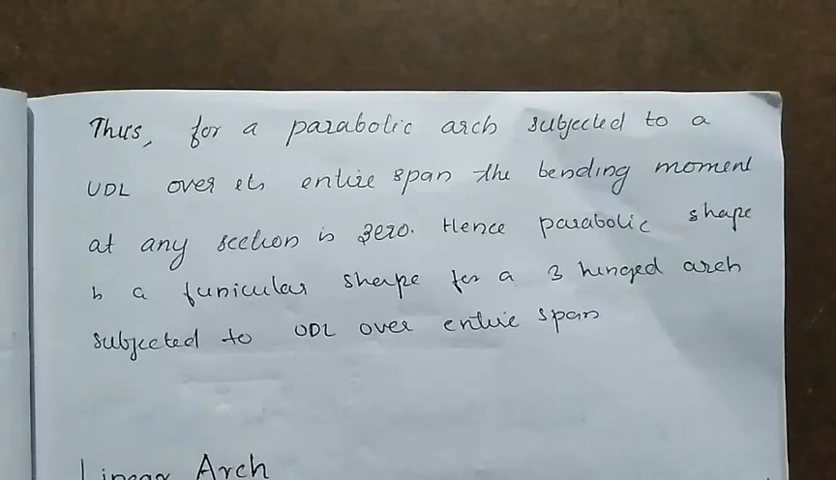 Thus, for a parabolic arch subjected to a
UDL over its entire span the bending moment
at any section is zero. Hence parabolic shape
is a funicular shape for a 3 hinged arch
subjected to UDL over entire span
Linear Arch